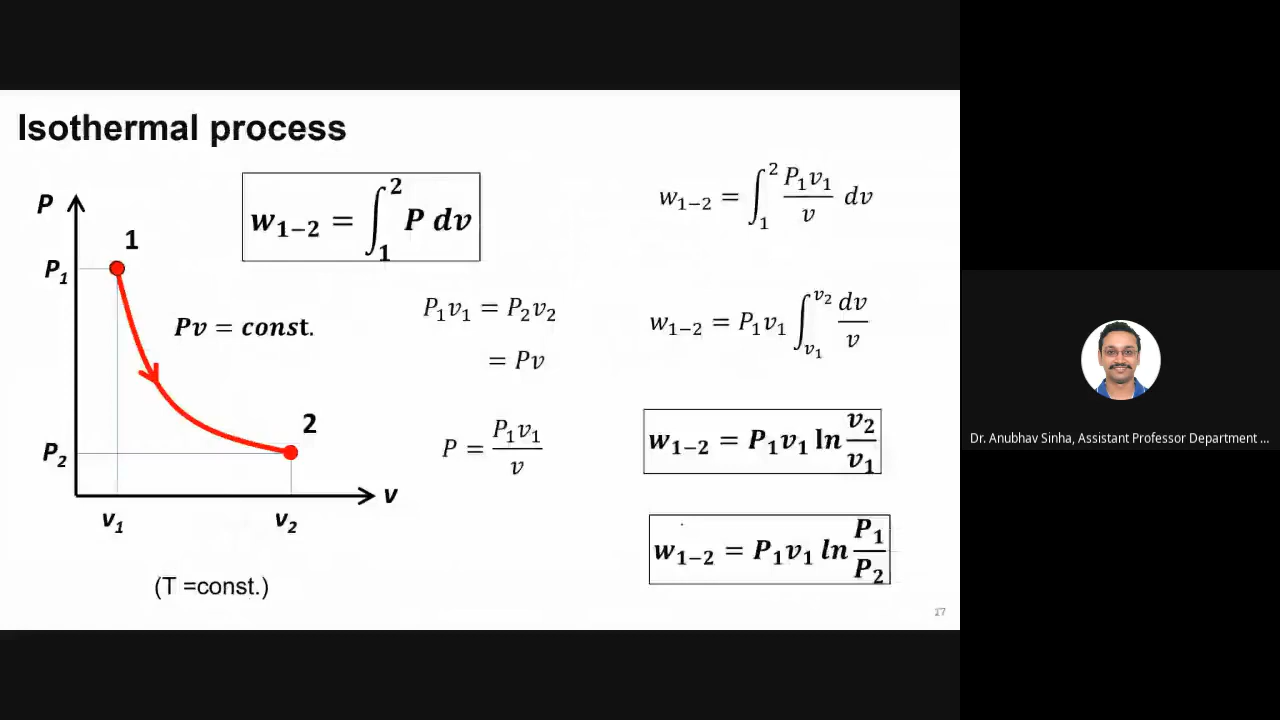 Isothermal process
P
1
P₁
Pv = const.
2
P₂
v
v₁
v₂
(T =const.)
w₁₋₂ = ∫₁² P dv
P₁v₁ = P₂v₂
= Pv
P = P₁v₁/v
w₁₋₂ = ∫₁² P₁v₁/v dv
w₁₋₂ = P₁v₁ ∫_{v₁}^{v₂} dv/v
w₁₋₂ = P₁v₁ ln v₂/v₁
w₁₋₂ = P₁v₁ ln P₁/P₂
17
Dr. Anubhav Sinha, Assistant Professor Department ...